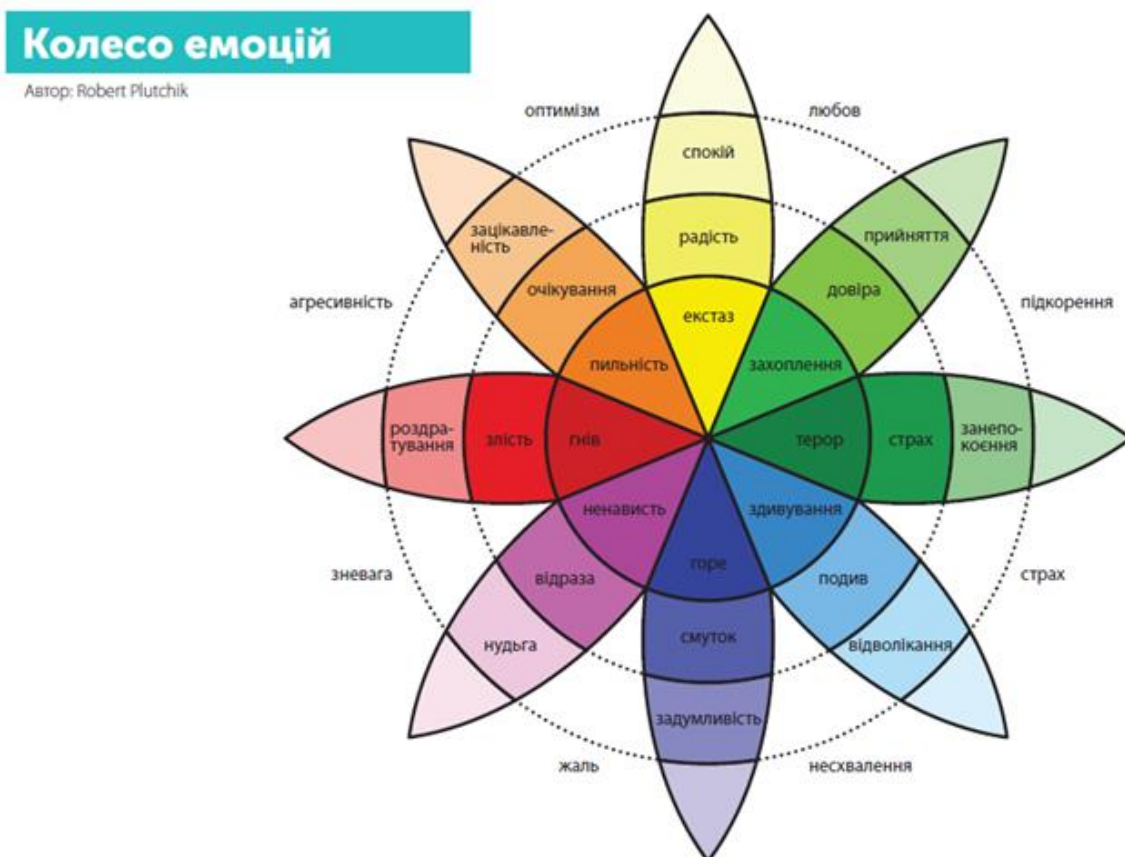 Колесо емоцій
Автор: Robert Plutchik
оптимізм
любов
спокій
зацікавле-
ність
радість
прийняття
очікування
довіра
агресивність
підкорення
екстаз
пильність
захоплення
роздра-
тування
злість
гнів
терор
страх
занепо-
коєння
ненависть
здивування
зневага
відраза
горе
подив
страх
нудьга
смуток
відволікання
задумливість
жаль
несхвалення